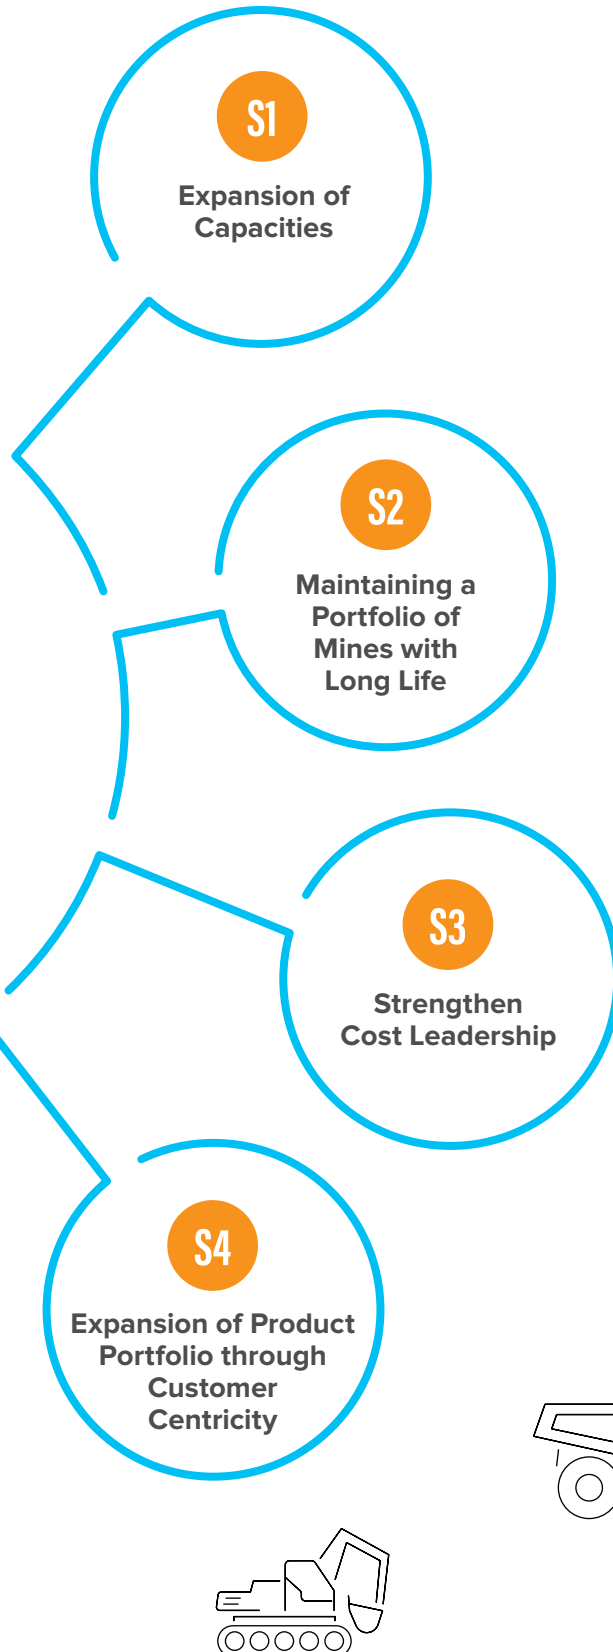 S1
Expansion of
Capacities
S2
Maintaining a
Portfolio of
Mines with
Long Life
S3
Strengthen
Cost Leadership
S4
Expansion of Product
Portfolio through
Customer
Centricity